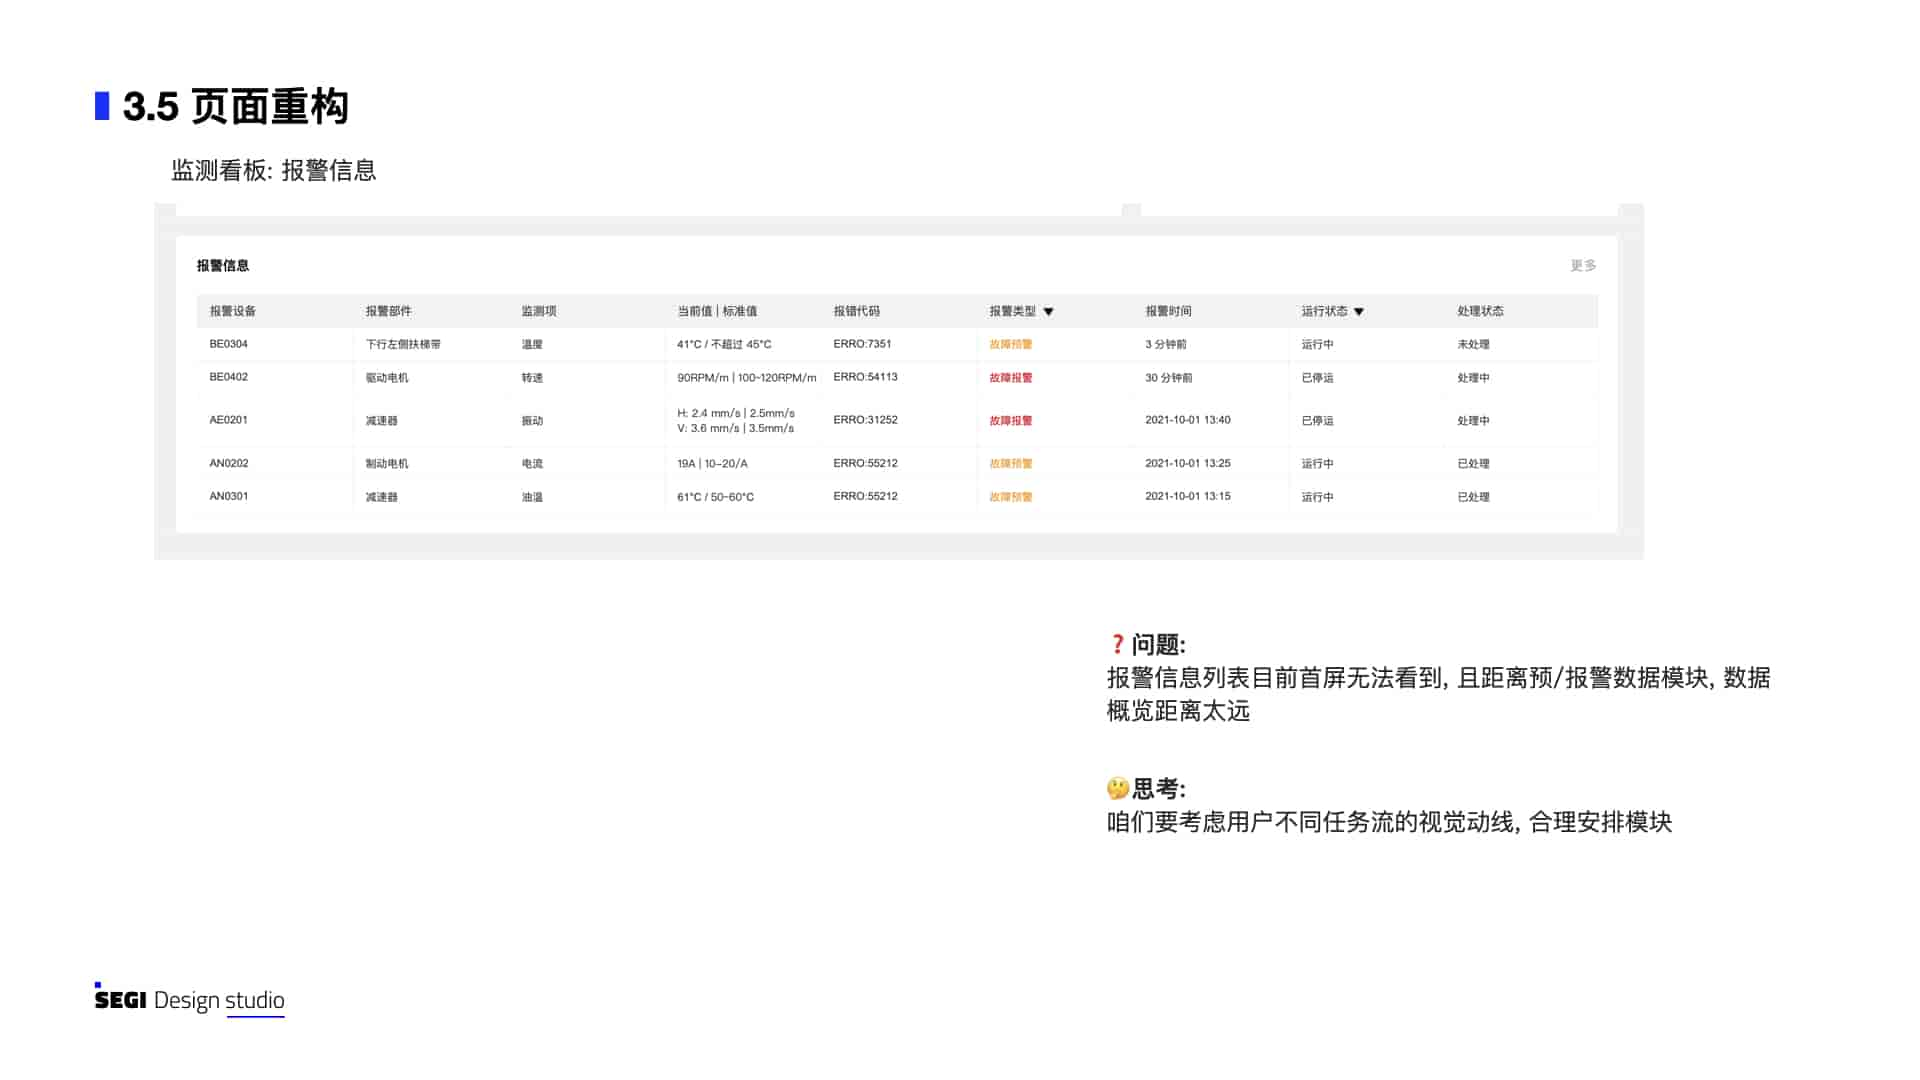 3.5 页面重构
监测看板: 报警信息
报警信息 更多
报警设备 报警部件 监测项 当前值 | 标准值 报错代码 报警类型 ▼ 报警时间 运行状态 ▼ 处理状态
BE0304 下行左侧扶梯带 温度 41°C / 不超过 45°C ERRO:7351 故障预警 3 分钟前 运行中 未处理
BE0402 驱动电机 转速 90RPM/m | 100~120RPM/m ERRO:54113 故障报警 30 分钟前 已停运 处理中
AE0201 减速器 振动 H: 2.4 mm/s | 2.5mm/s ERRO:31252 故障报警 2021-10-01 13:40 已停运 处理中
V: 3.6 mm/s | 3.5mm/s
AN0202 制动电机 电流 19A | 10~20/A ERRO:55212 故障预警 2021-10-01 13:25 运行中 已处理
AN0301 减速器 油温 61°C / 50~60°C ERRO:55212 故障预警 2021-10-01 13:15 运行中 已处理
❓问题:
报警信息列表目前首屏无法看到, 且距离预/报警数据模块, 数据
概览距离太远
🤔思考:
咱们要考虑用户不同任务流的视觉动线, 合理安排模块
SEGI Design studio